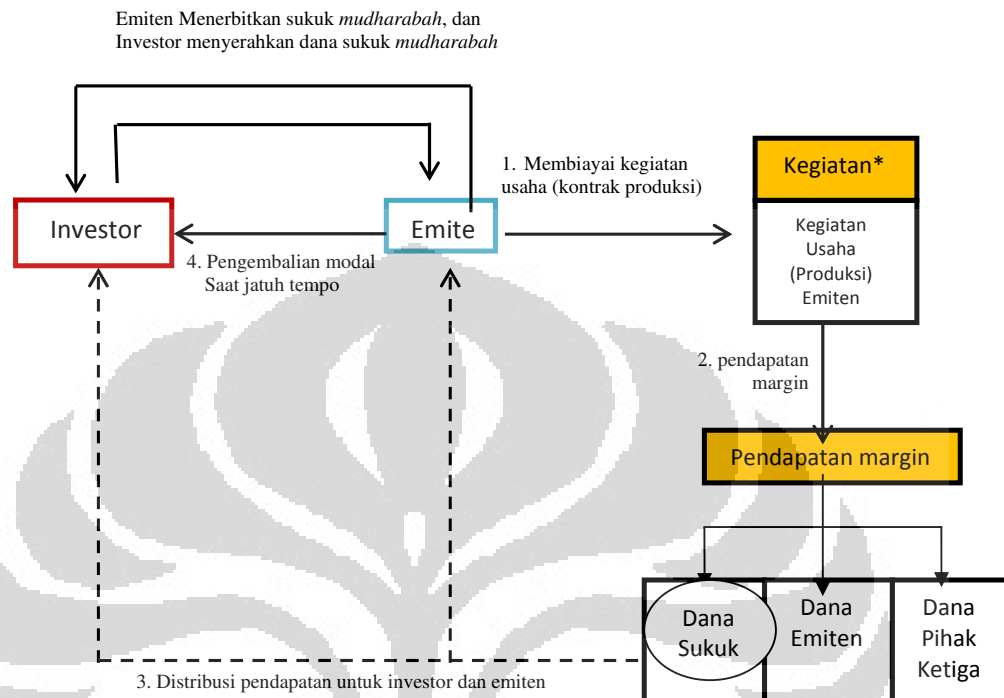 Emiten Menerbitkan sukuk mudharabah, dan
Investor menyerahkan dana sukuk mudharabah
1. Membiayai kegiatan
usaha (kontrak produksi)
Kegiatan*
Investor
Emite
Kegiatan
Usaha
(Produksi)
Emiten
4. Pengembalian modal
Saat jatuh tempo
2. pendapatan
margin
Pendapatan margin
Dana
Sukuk
Dana
Emiten
Dana
Pihak
Ketiga
3. Distribusi pendapatan untuk investor dan emiten